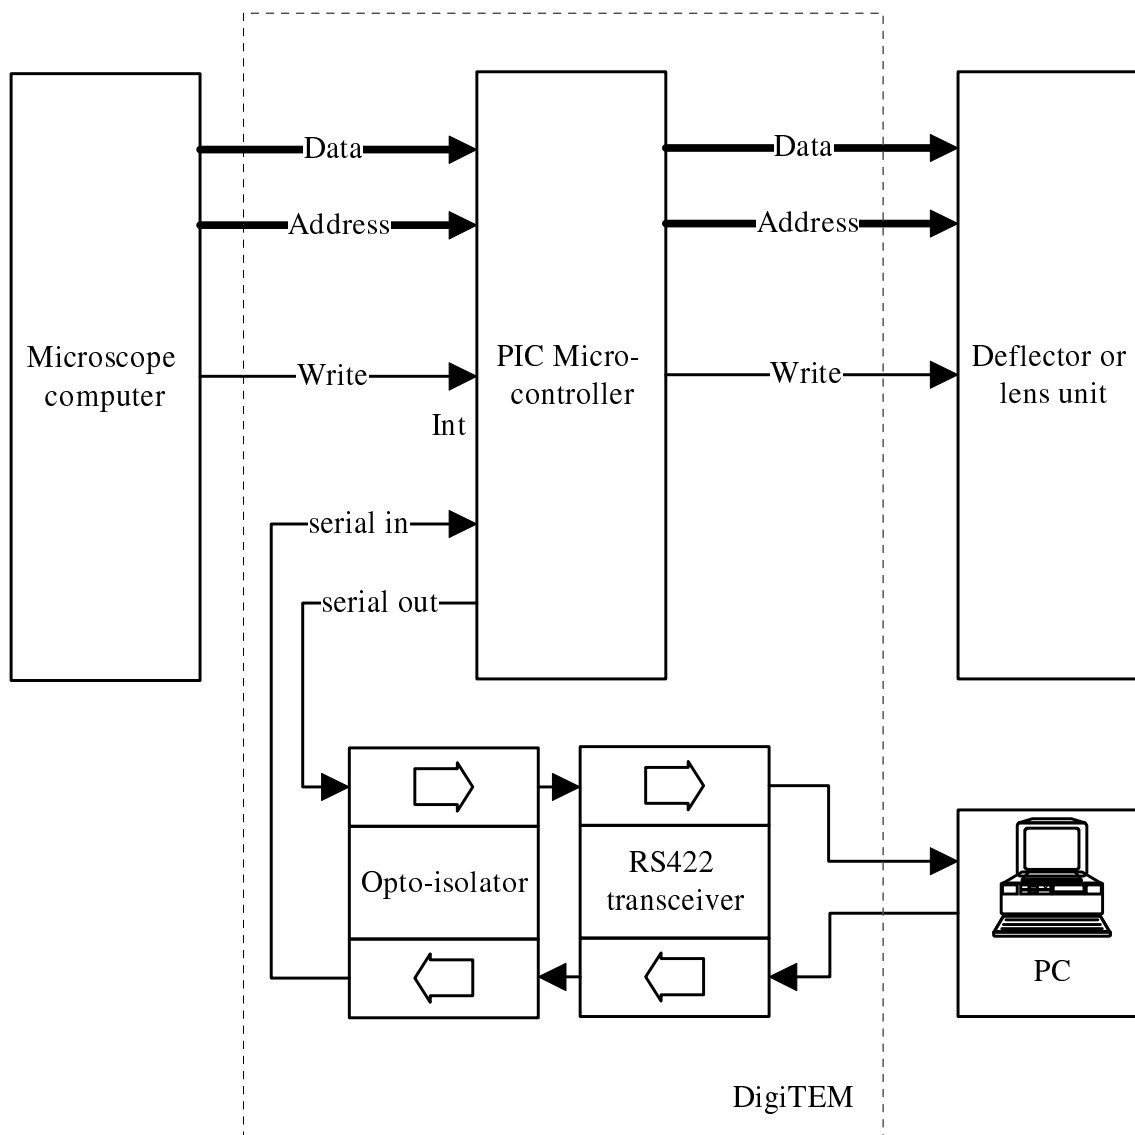 Data
Data
Address
Address
Microscope
computer
PIC Micro-
controller
Deflector or
lens unit
Write
Write
Int
serial in
serial out
Opto-isolator
RS422
transceiver
PC
DigiTEM